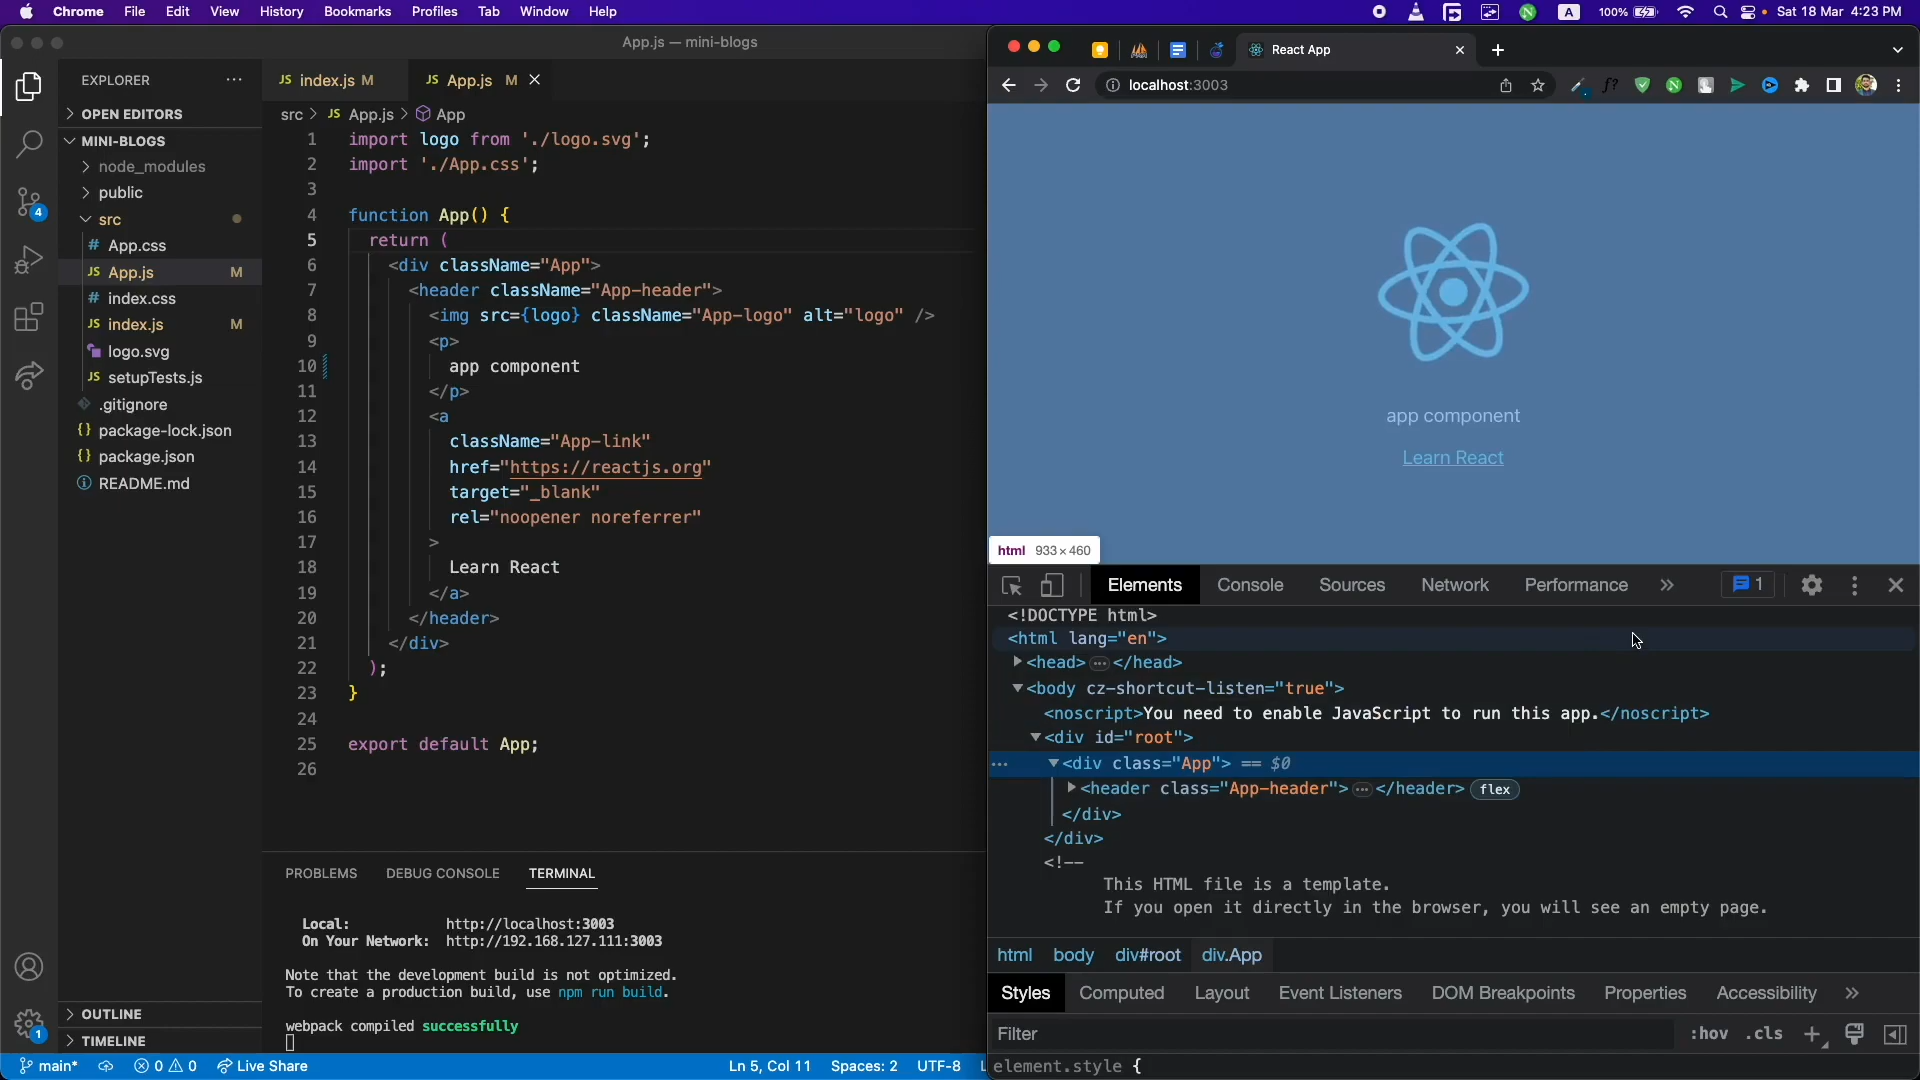 Chrome File Edit View History Bookmarks Profiles Tab Window Help
A 100% Sat 18 Mar 4:23 PM
App.js — mini-blogs
EXPLORER
OPEN EDITORS
MINI-BLOGS
node_modules
public
src
# App.css
JS App.js M
# index.css
JS index.js M
logo.svg
JS setupTests.js
.gitignore
{} package-lock.json
{} package.json
README.md
OUTLINE
TIMELINE
4
1
JS index.js M JS App.js M
src > JS App.js > App
1 import logo from './logo.svg';
2 import './App.css';
3
4 function App() {
5 return (
6 <div className="App">
7 <header className="App-header">
8 <img src={logo} className="App-logo" alt="logo" />
9 <p>
10 app component
11 </p>
12 <a
13 className="App-link"
14 href="https://reactjs.org"
15 target="_blank"
16 rel="noopener noreferrer"
17 >
18 Learn React
19 </a>
20 </header>
21 </div>
22 );
23 }
24
25 export default App;
26
PROBLEMS DEBUG CONSOLE TERMINAL
Local: http://localhost:3003
On Your Network: http://192.168.127.111:3003
Note that the development build is not optimized.
To create a production build, use npm run build.
webpack compiled successfully
main* 0 0 Live Share Ln 5, Col 11 Spaces: 2 UTF-8
React App
localhost:3003
app component
Learn React
html 933×460
Elements Console Sources Network Performance » 1
<!DOCTYPE html>
<html lang="en">
<head>…</head>
<body cz-shortcut-listen="true">
<noscript>You need to enable JavaScript to run this app.</noscript>
<div id="root">
<div class="App"> == $0
<header class="App-header">…</header> flex
</div>
</div>
<!--
This HTML file is a template.
If you open it directly in the browser, you will see an empty page.
html body div#root div.App
Styles Computed Layout Event Listeners DOM Breakpoints Properties Accessibility »
Filter :hov .cls +
element.style {